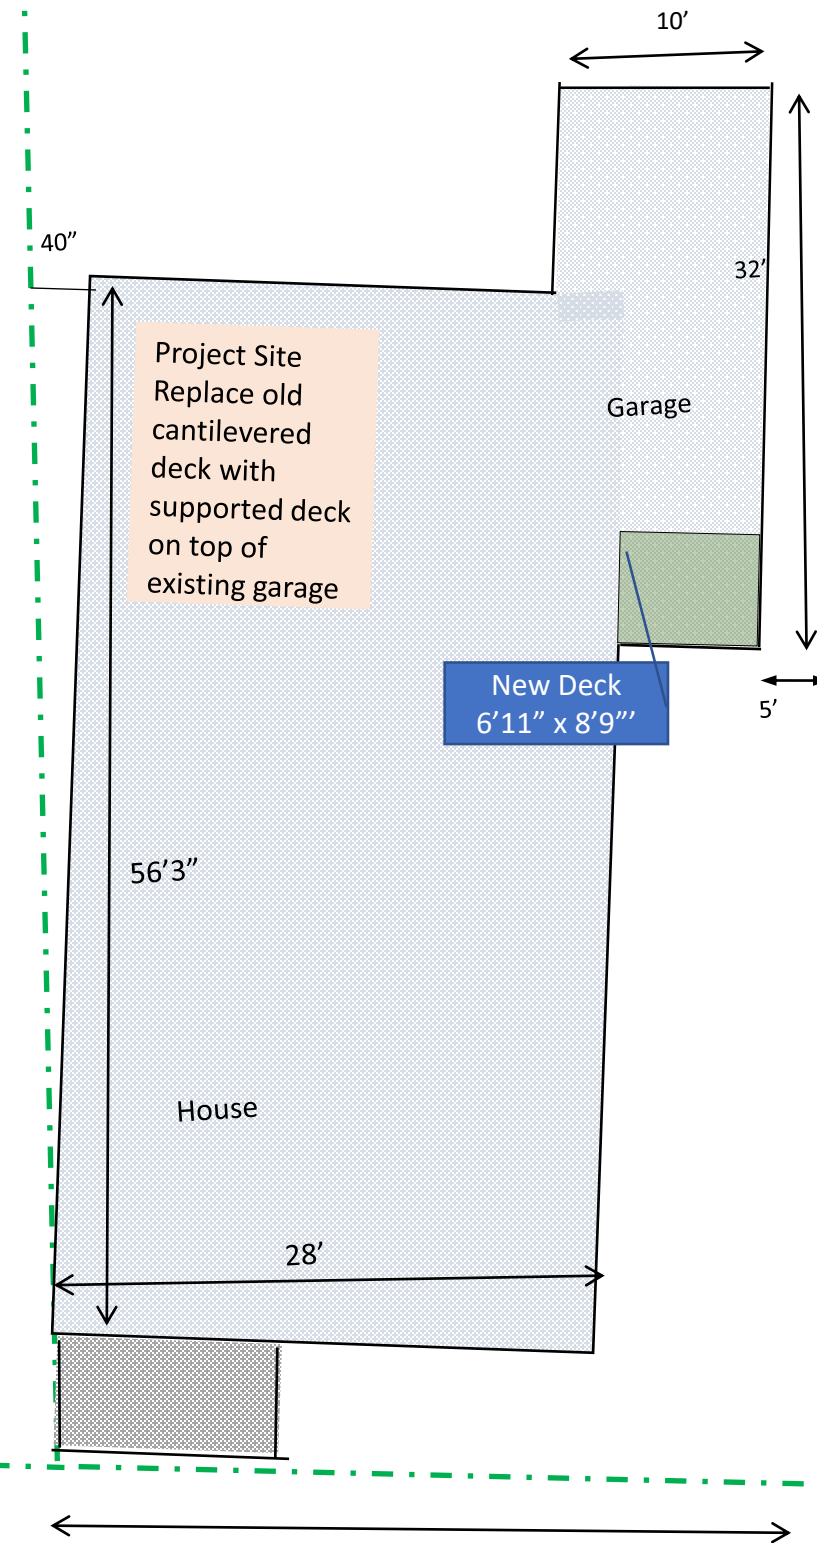 10’
40”
32’
Project Site
Replace old
cantilevered
deck with
supported deck
on top of
existing garage
Garage
New Deck
6’11” x 8’9”’
5’
56’3”
House
28’